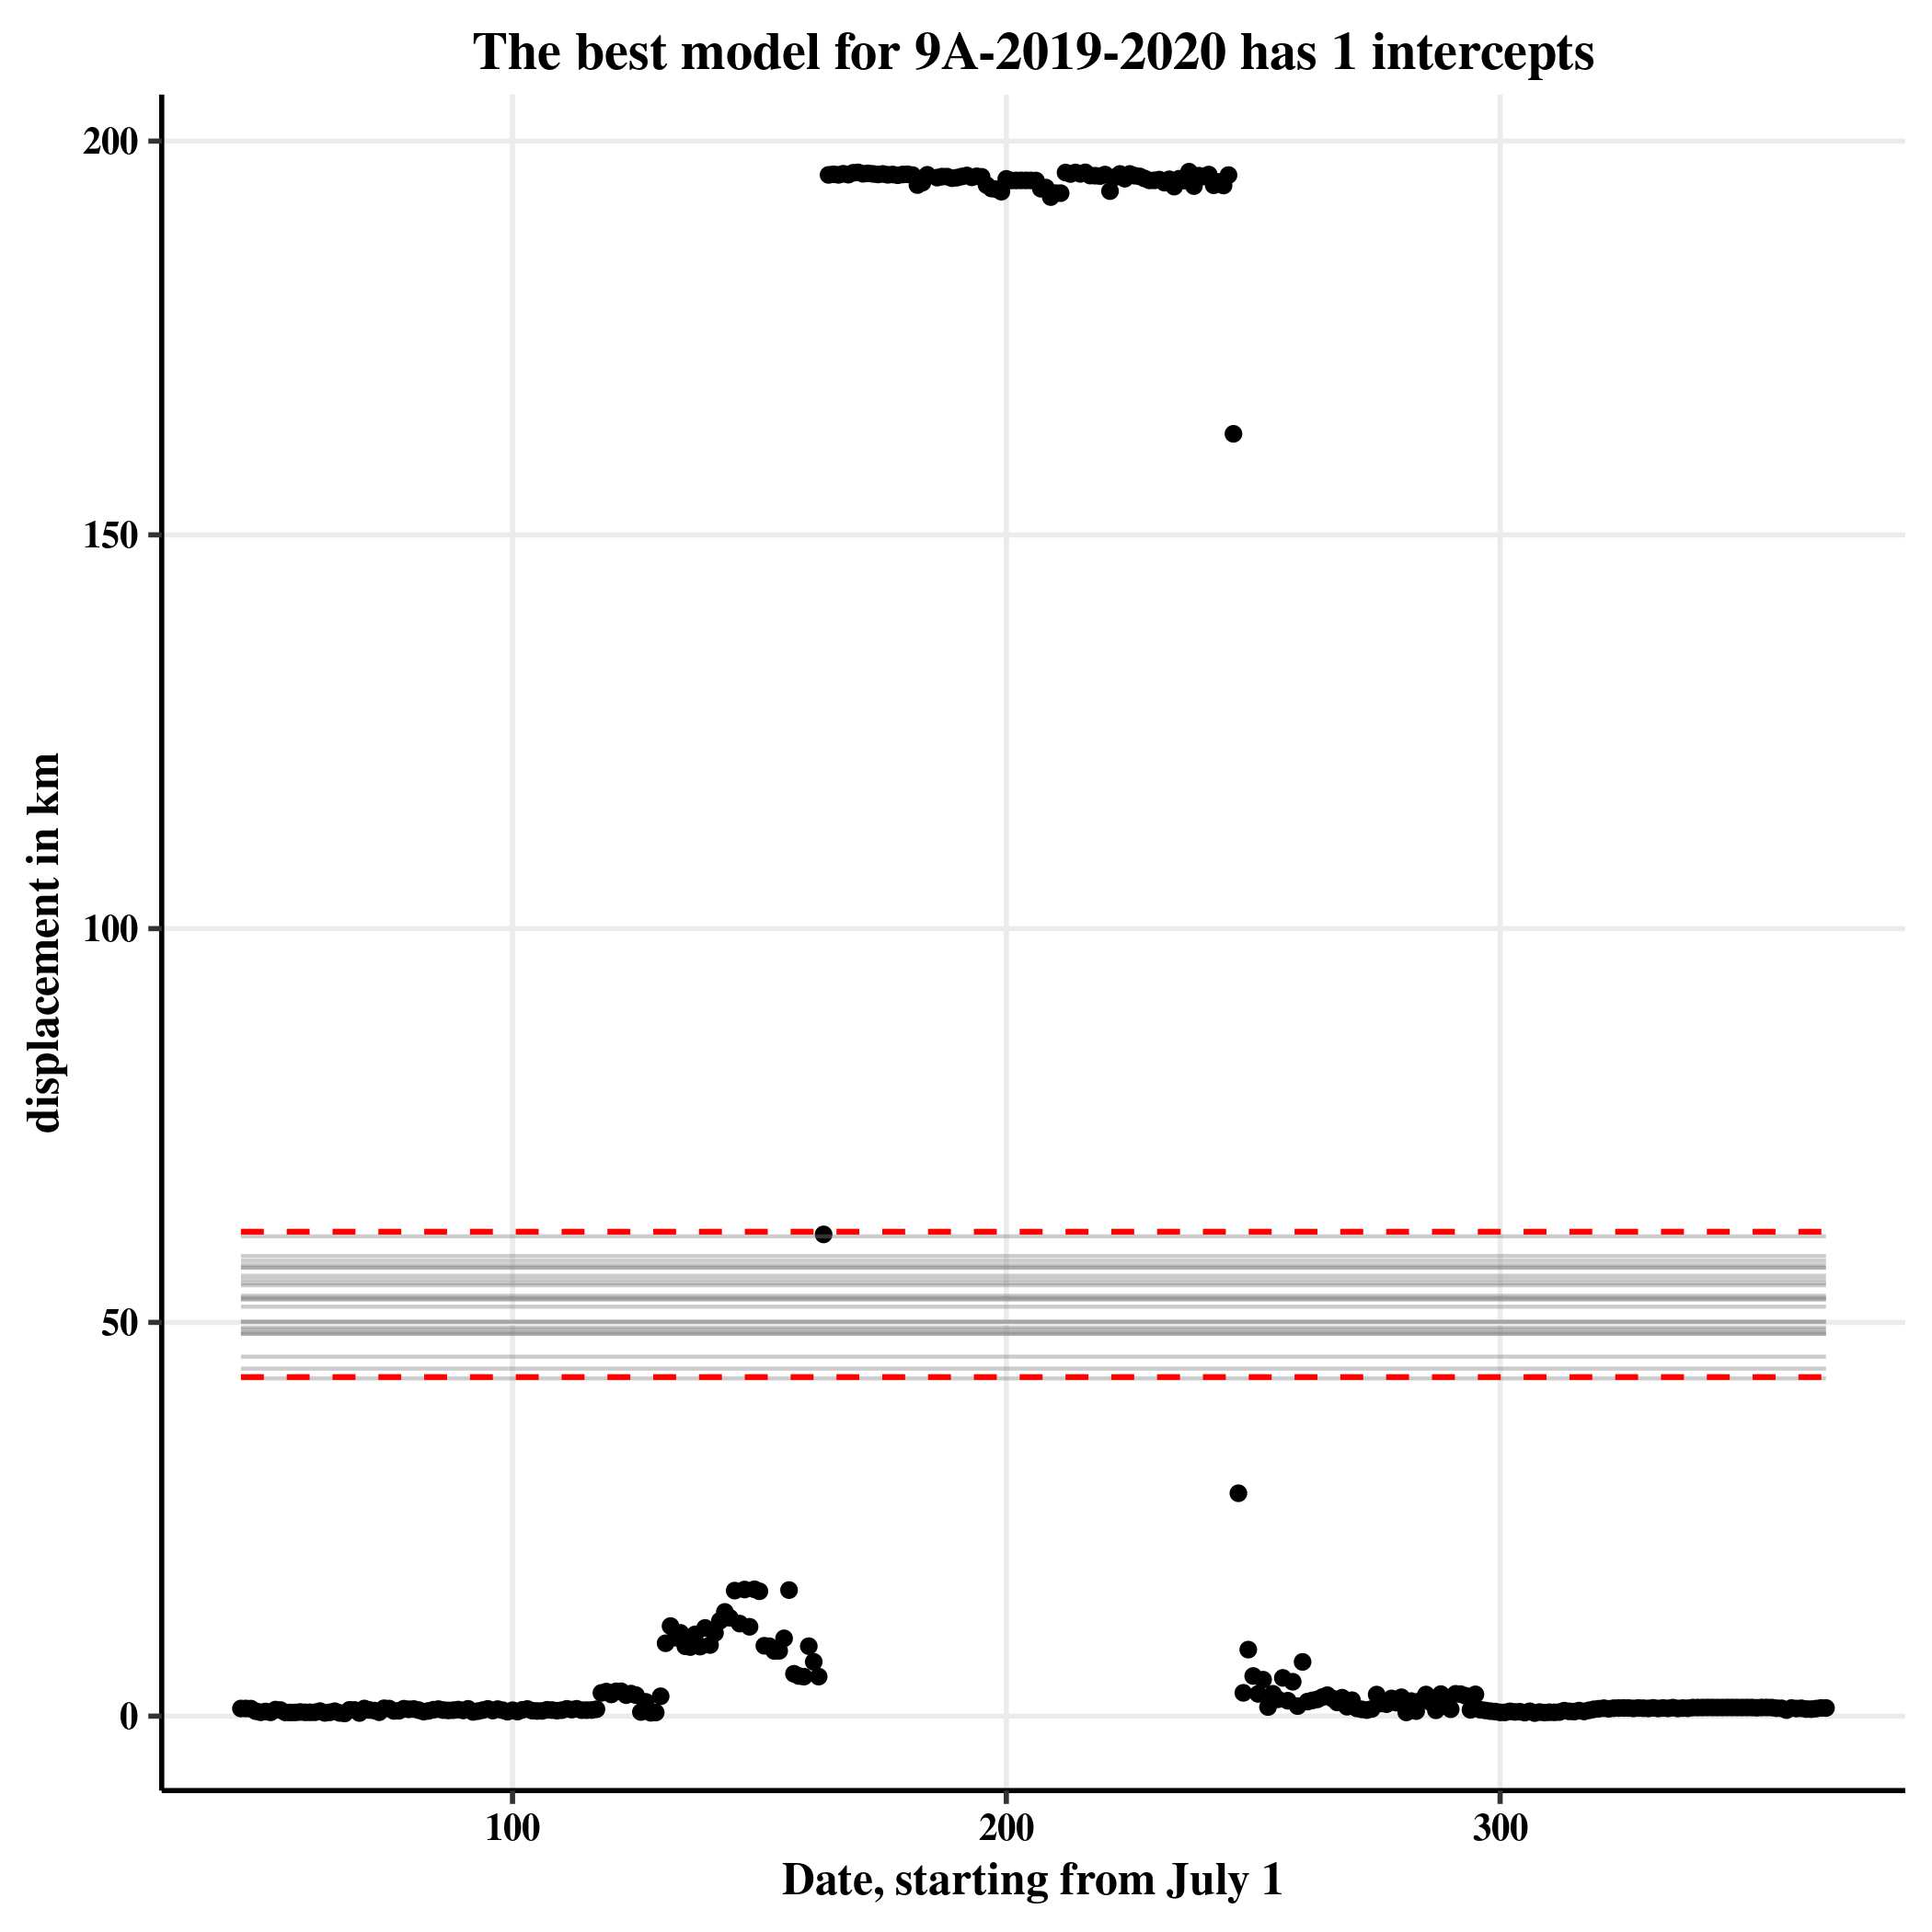 The best model for 9A-2019-2020 has 1 intercepts
200
150
100
50
0
displacement in km
100 200 300
Date, starting from July 1